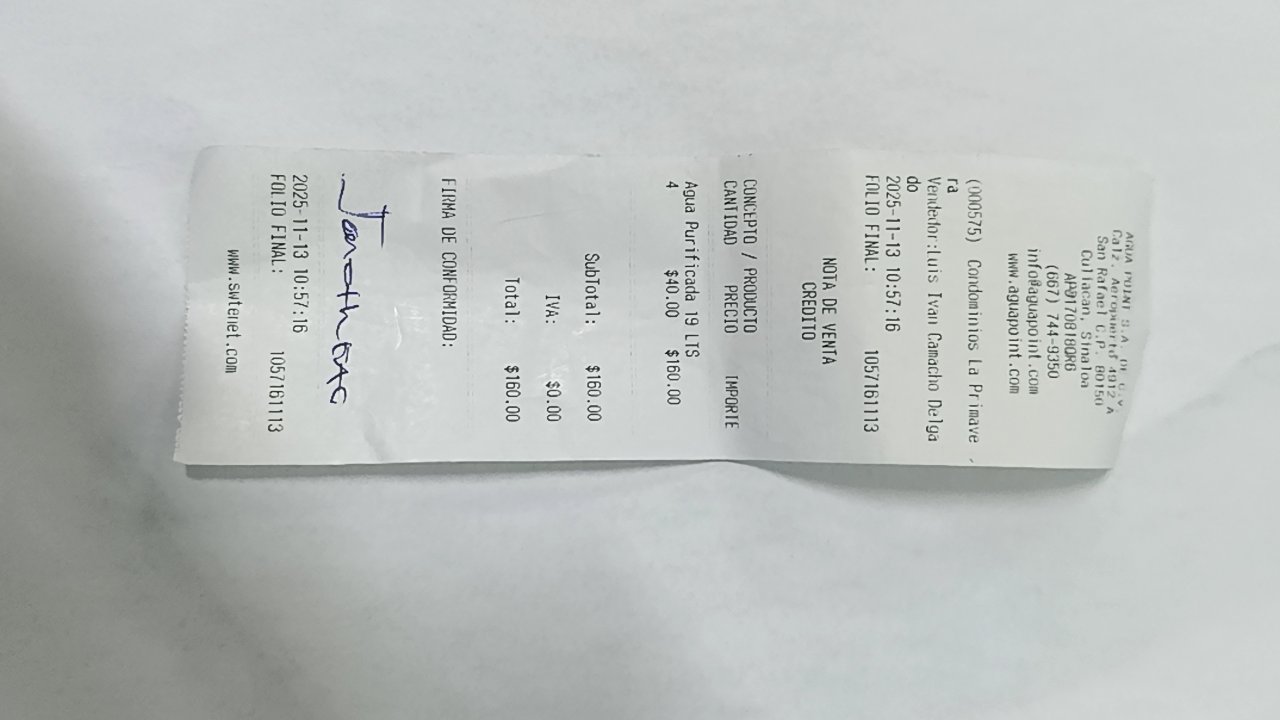 AGUA POINT S.A. DE C.V.
Calz. Aeropuerto 4912 A
San Rafael C.P. 80150
Culiacan, Sinaloa
APO170818QR6
(667) 744-9350
info@aguapoint.com
www.aguapoint.com
(000575) Condominios La Primave
ra
Vendedor:Luis Ivan Camacho Delga
do
2025-11-13 10:57:16
FOLIO FINAL: 1057161113
NOTA DE VENTA
CREDITO
CONCEPTO / PRODUCTO
CANTIDAD PRECIO IMPORTE
Agua Purificada 19 LTS
4 $40.00 $160.00
SubTotal: $160.00
IVA: $0.00
Total: $160.00
FIRMA DE CONFORMIDAD:
2025-11-13 10:57:16
FOLIO FINAL: 1057161113
www.swtenet.com